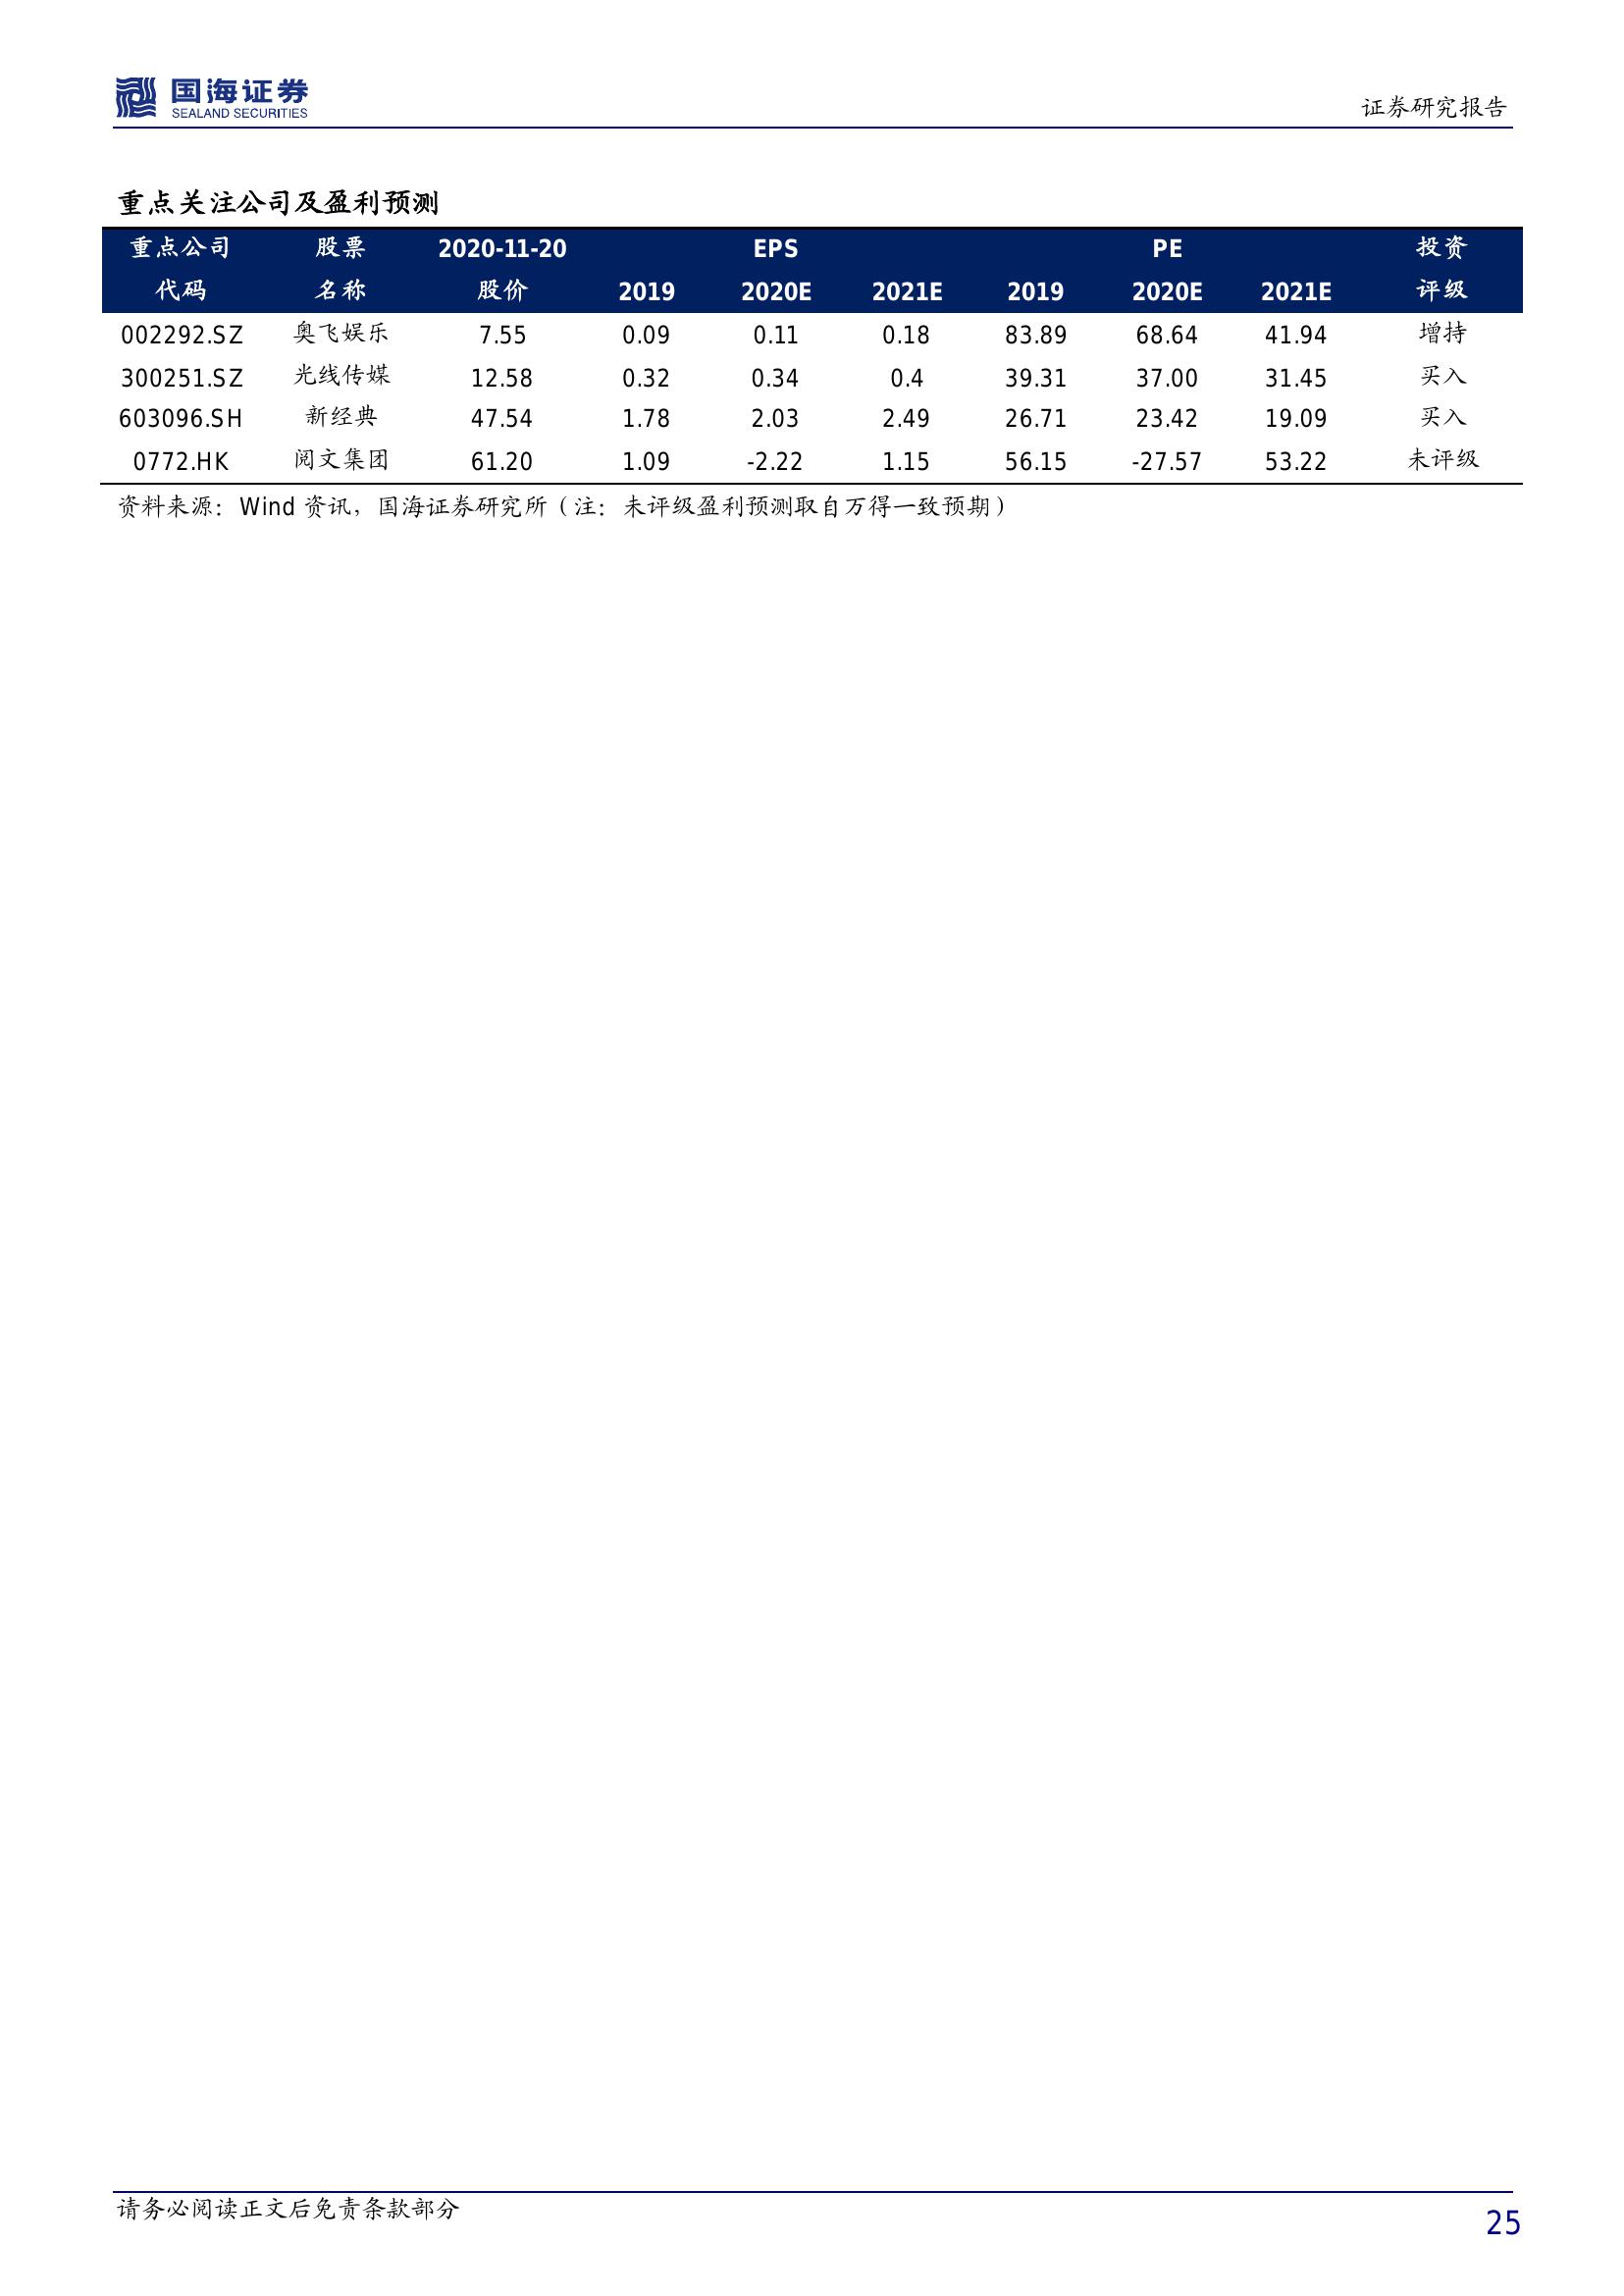 国海证券
SEALAND SECURITIES
证券研究报告
重点关注公司及盈利预测
重点公司 股票 2020-11-20 EPS PE 投资
代码 名称 股价 2019 2020E 2021E 2019 2020E 2021E 评级
002292.SZ 奥飞娱乐 7.55 0.09 0.11 0.18 83.89 68.64 41.94 增持
300251.SZ 光线传媒 12.58 0.32 0.34 0.4 39.31 37.00 31.45 买入
603096.SH 新经典 47.54 1.78 2.03 2.49 26.71 23.42 19.09 买入
0772.HK 阅文集团 61.20 1.09 -2.22 1.15 56.15 -27.57 53.22 未评级
资料来源：Wind 资讯，国海证券研究所（注：未评级盈利预测取自万得一致预期）
请务必阅读正文后免责条款部分
25